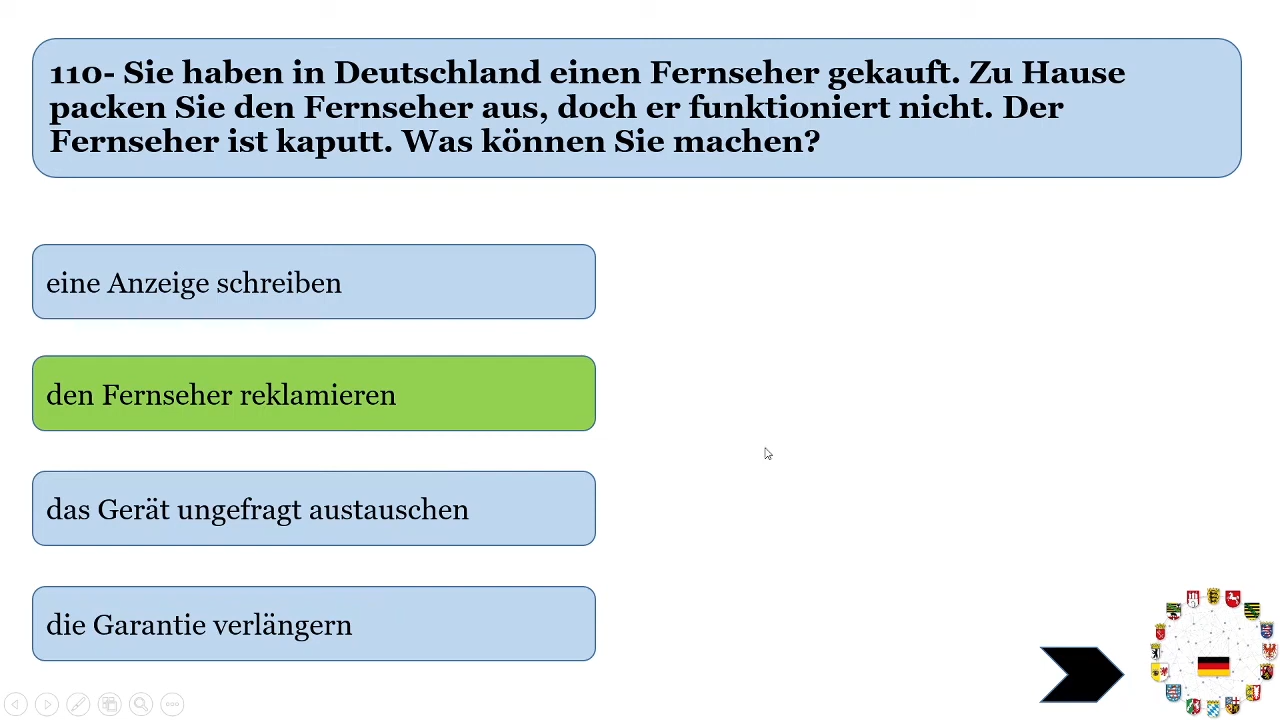 110- Sie haben in Deutschland einen Fernseher gekauft. Zu Hause
packen Sie den Fernseher aus, doch er funktioniert nicht. Der
Fernseher ist kaputt. Was können Sie machen?
eine Anzeige schreiben
den Fernseher reklamieren
das Gerät ungefragt austauschen
die Garantie verlängern